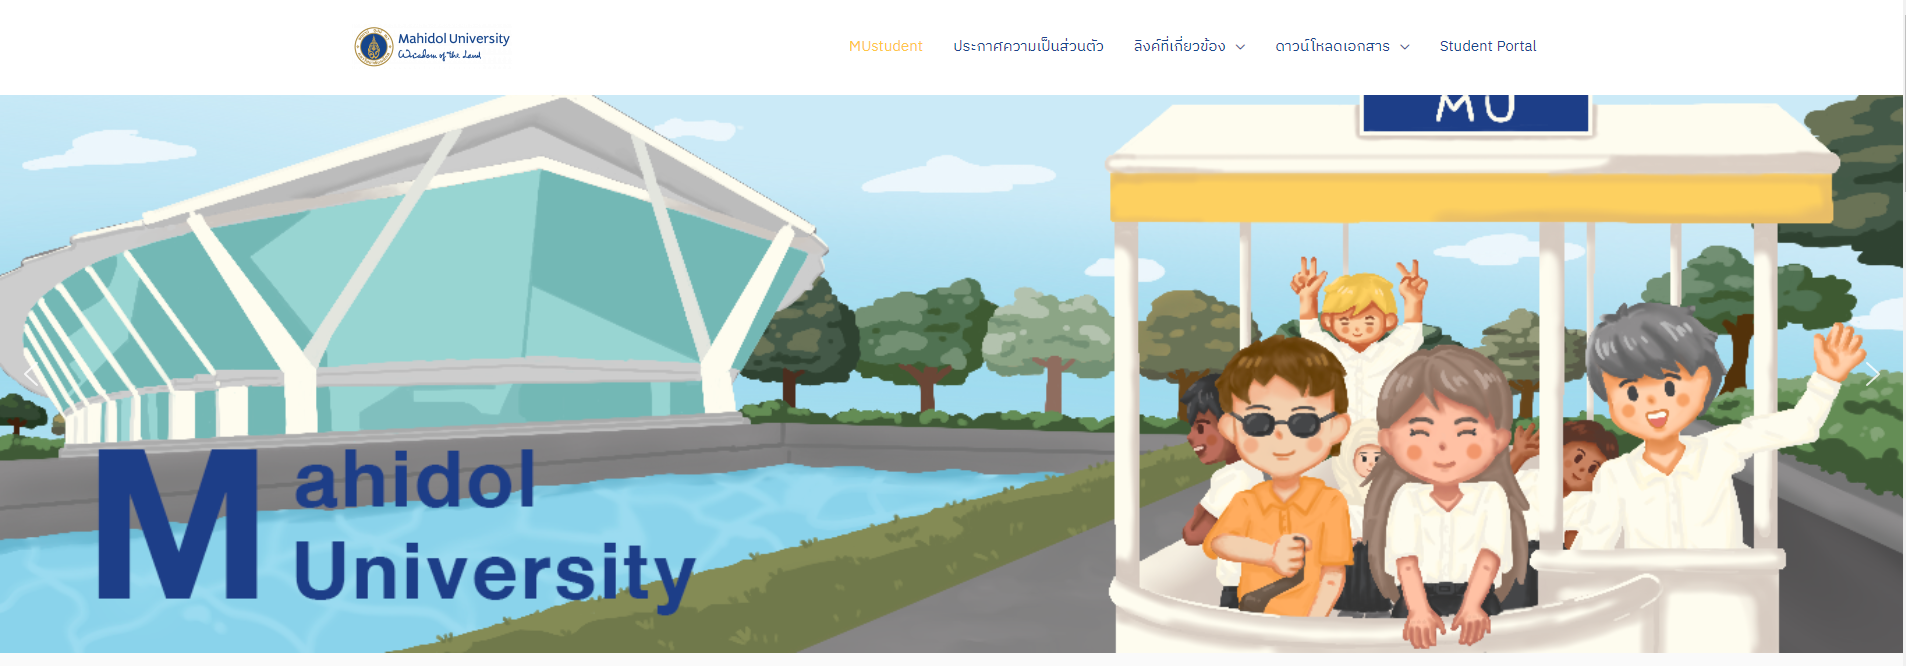 Mahidol University
Wisdom of the Land
MUstudent ประกาศความเป็นส่วนตัว ลิงค์ที่เกี่ยวข้อง ดาวน์โหลดเอกสาร Student Portal
MU
Mahidol
University